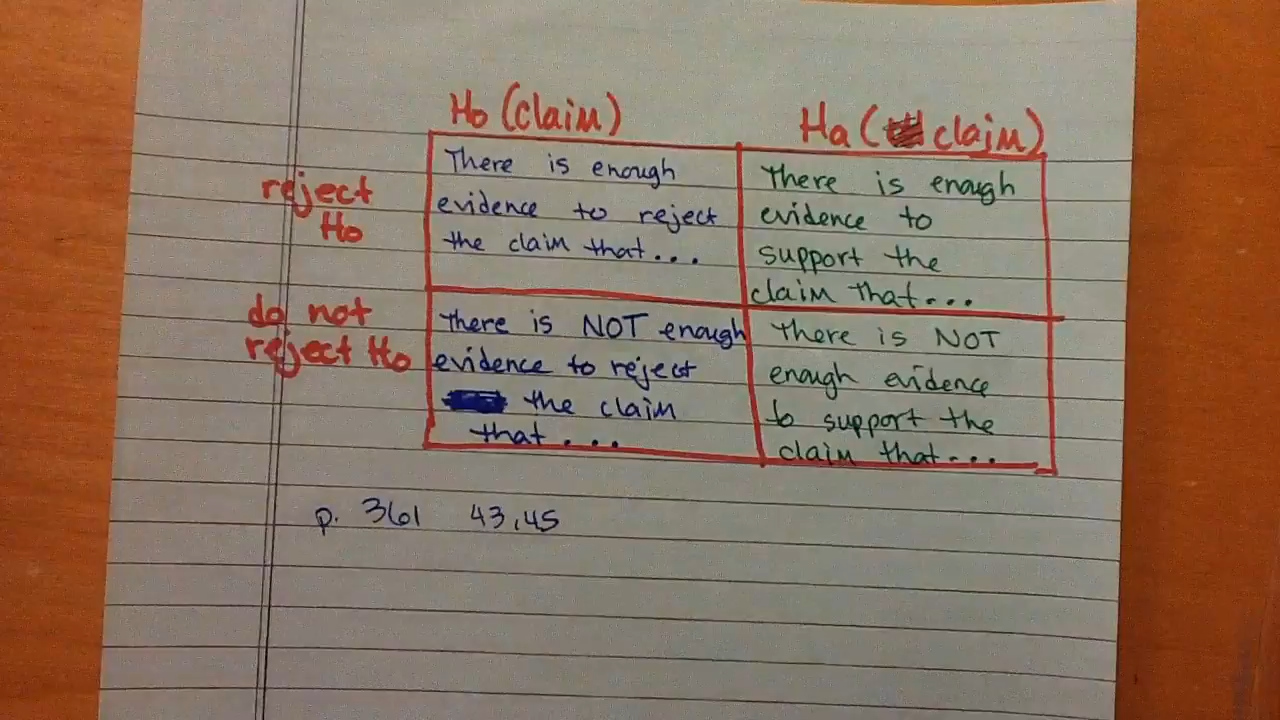 Ho (claim)
Ha ( claim)
reject
Ho
There is enough
evidence to reject
the claim that...
There is enough
evidence to
support the
claim that...
do not
reject Ho
There is NOT enough
evidence to reject
the claim
that...
There is NOT
enough evidence
to support the
claim that...
p. 361 43,45